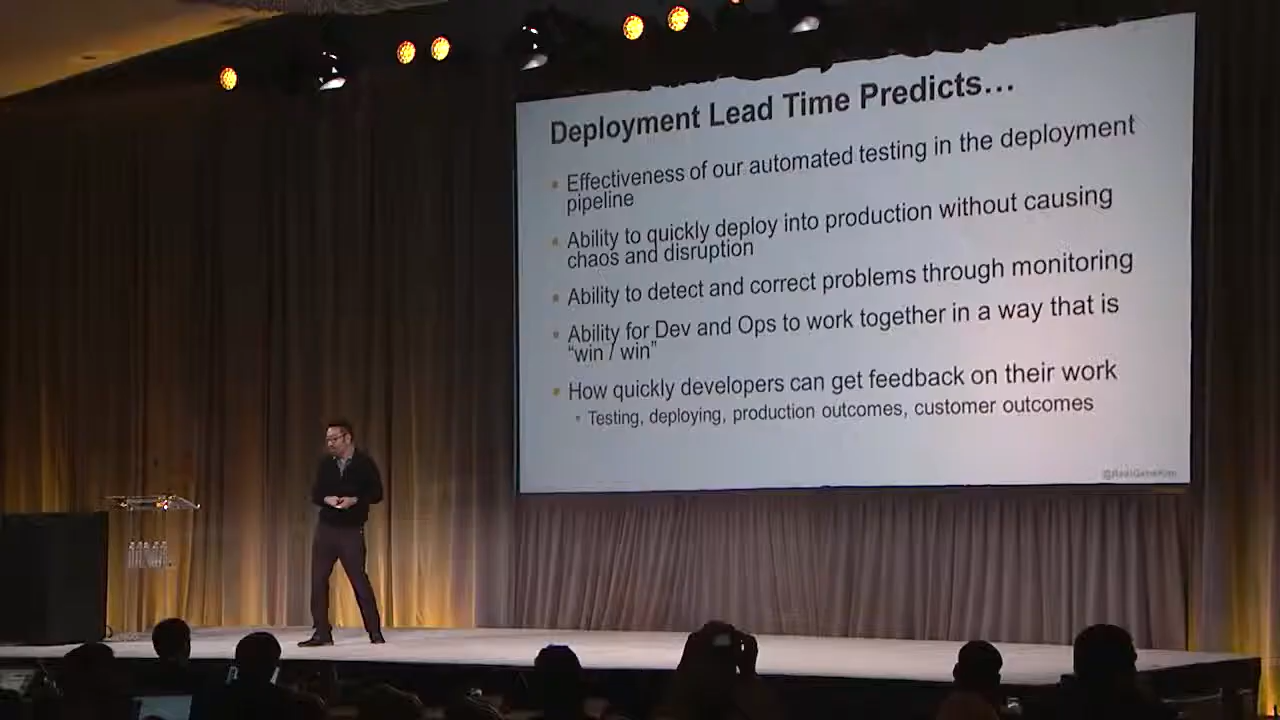 Deployment Lead Time Predicts…
Effectiveness of our automated testing in the deployment
pipeline
Ability to quickly deploy into production without causing
chaos and disruption
Ability to detect and correct problems through monitoring
Ability for Dev and Ops to work together in a way that is
“win / win”
How quickly developers can get feedback on their work
Testing, deploying, production outcomes, customer outcomes
@RealGeneKim